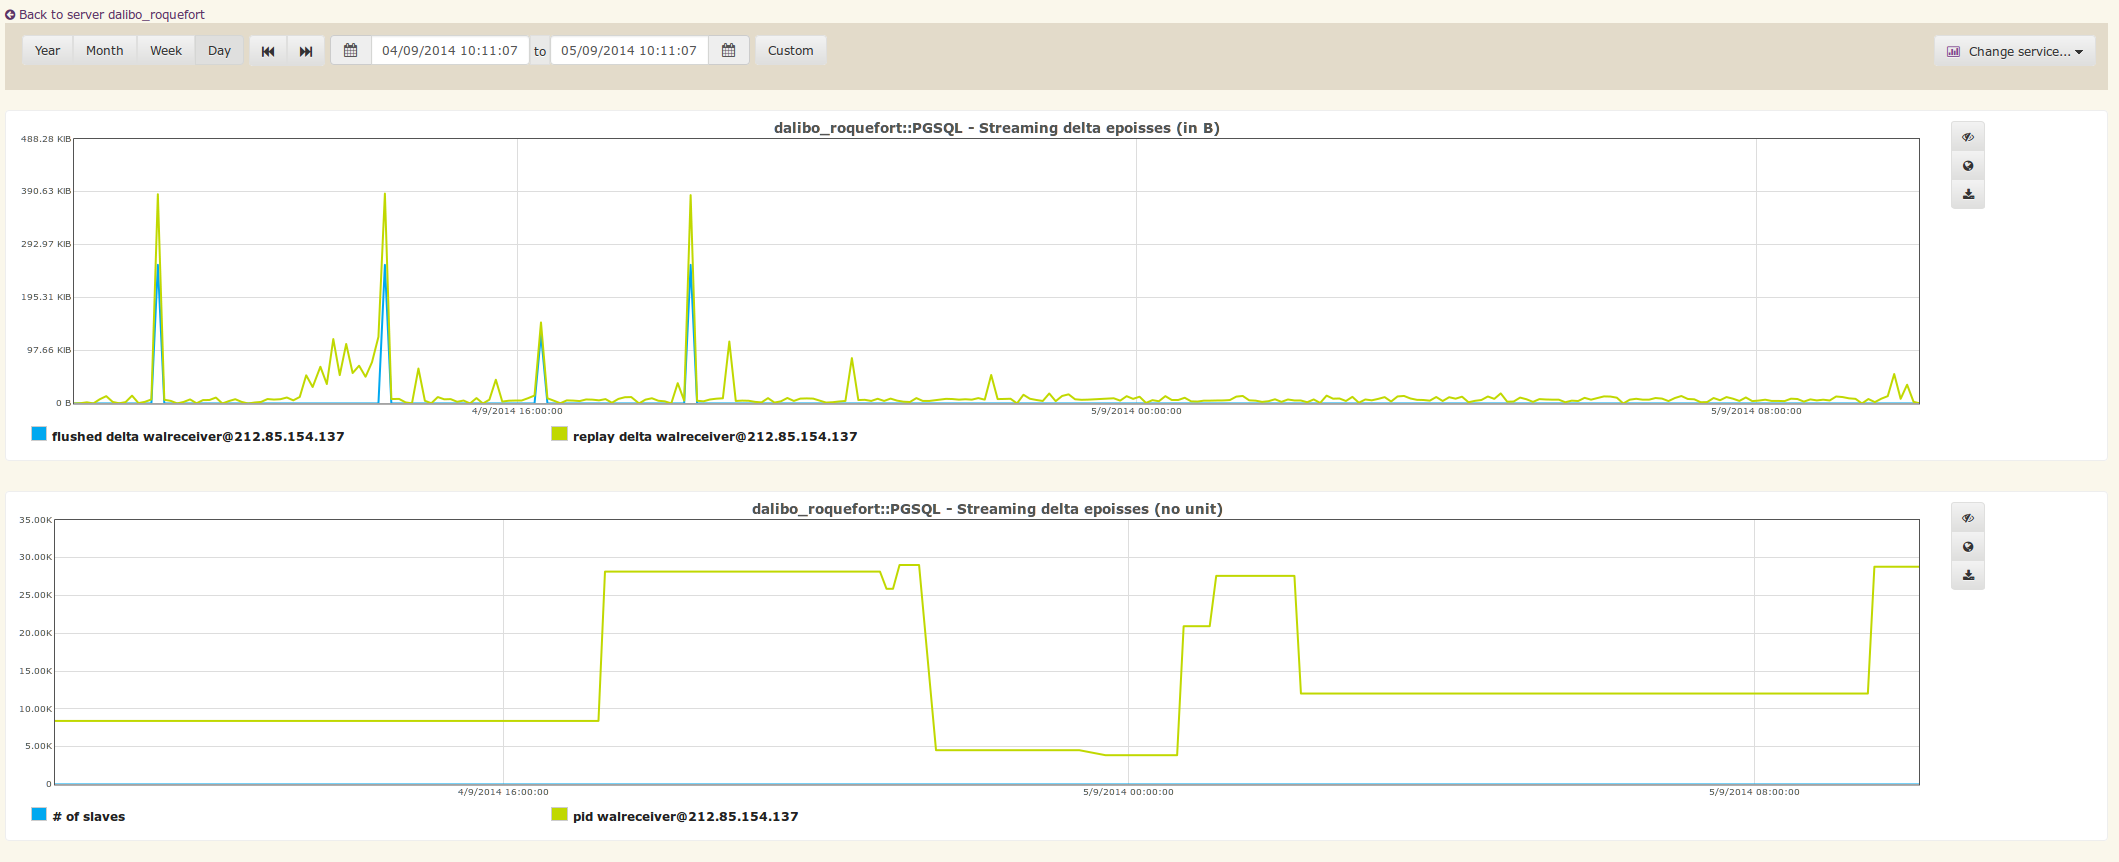 Back to server dalibo_roquefort
Year Month Week Day 04/09/2014 10:11:07 to 05/09/2014 10:11:07 Custom Change service...
dalibo_roquefort::PGSQL - Streaming delta epoisses (in B)
488.28 KiB
390.63 KiB
292.97 KiB
195.31 KiB
97.66 KiB
0 B
4/9/2014 16:00:00 5/9/2014 00:00:00 5/9/2014 08:00:00
flushed delta walreceiver@212.85.154.137 replay delta walreceiver@212.85.154.137
dalibo_roquefort::PGSQL - Streaming delta epoisses (no unit)
35.00K
30.00K
25.00K
20.00K
15.00K
10.00K
5.00K
0
4/9/2014 16:00:00 5/9/2014 00:00:00 5/9/2014 08:00:00
# of slaves pid walreceiver@212.85.154.137